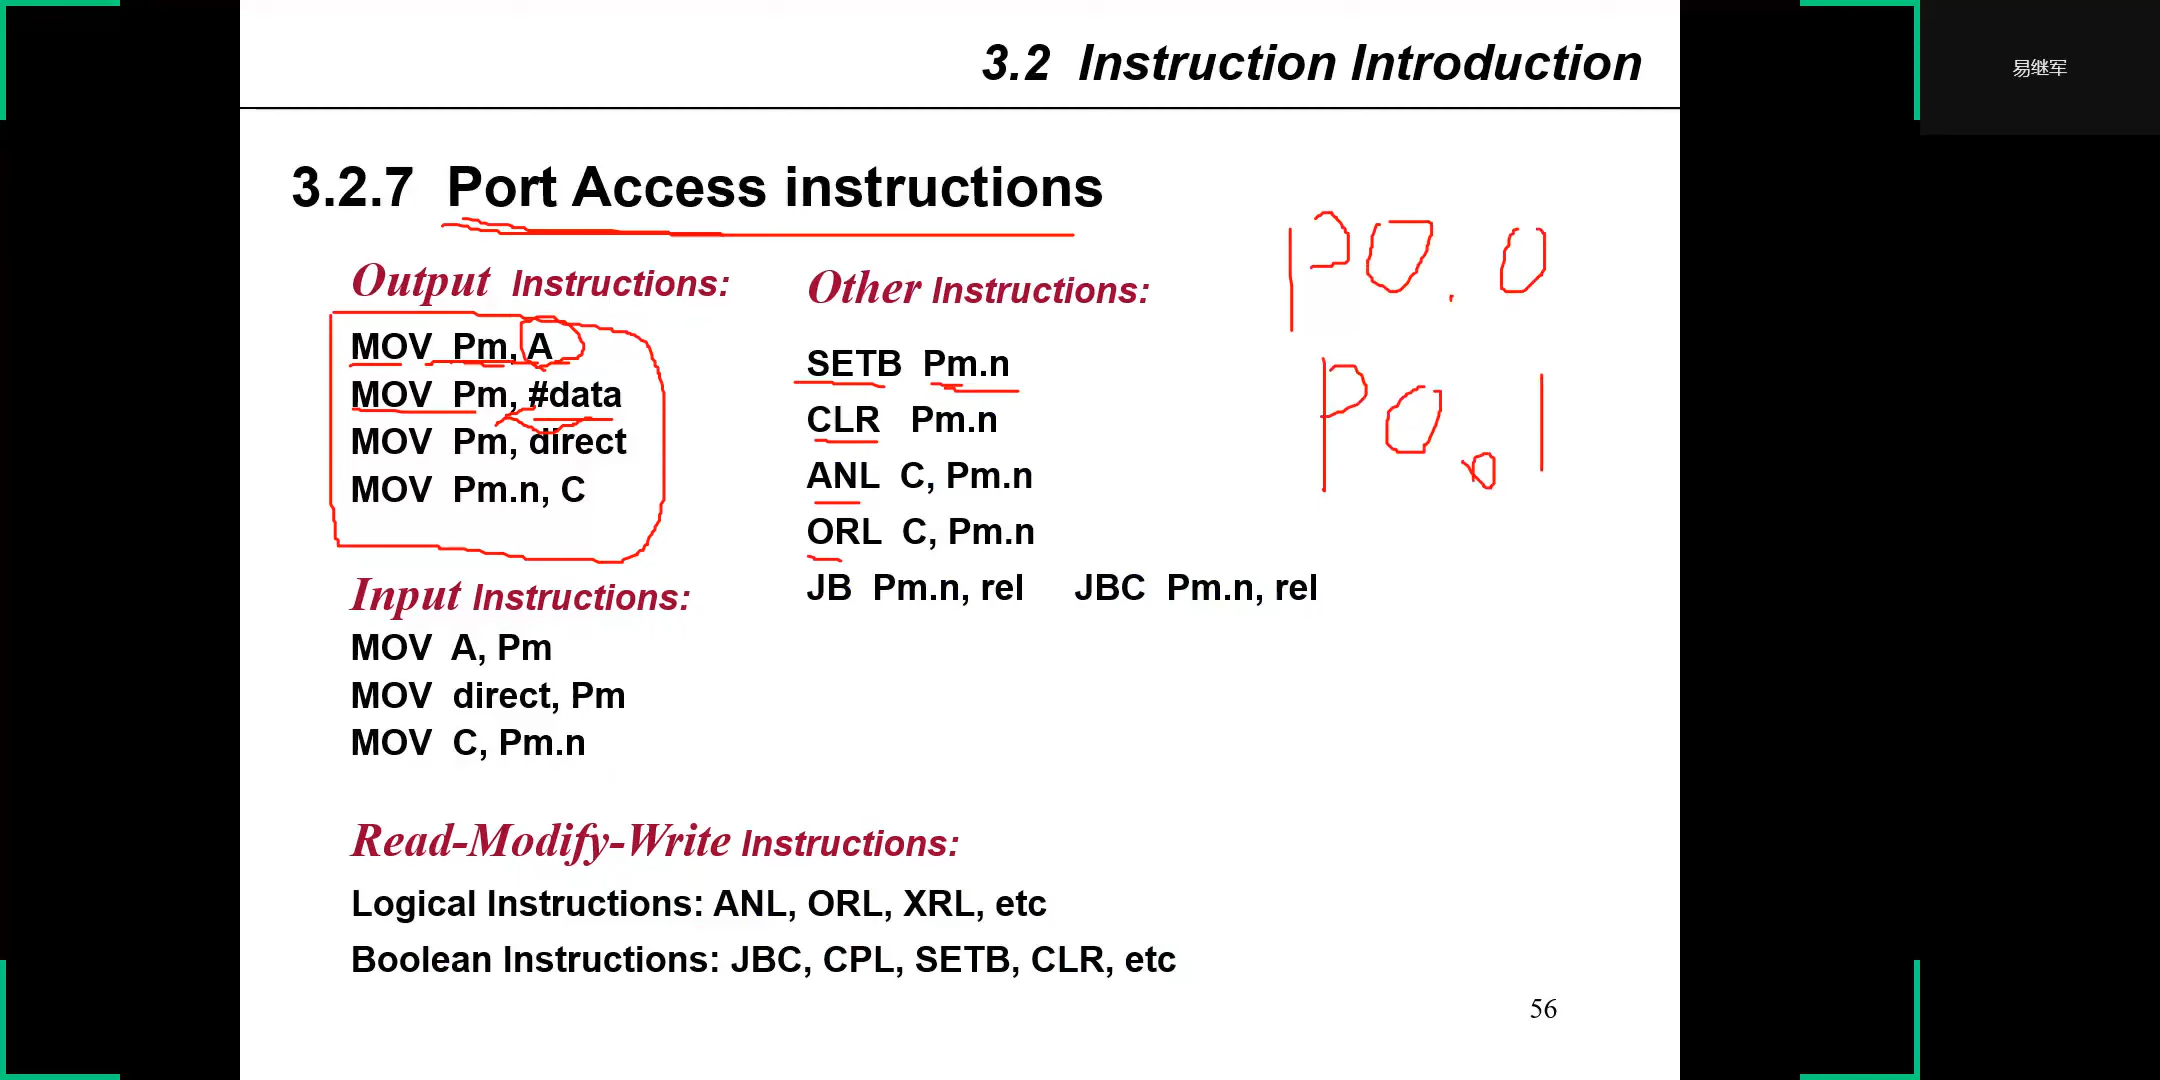 3.2 Instruction Introduction
易继军
3.2.7 Port Access instructions
Output Instructions:
MOV Pm, A
MOV Pm, #data
MOV Pm, direct
MOV Pm.n, C
Input Instructions:
MOV A, Pm
MOV direct, Pm
MOV C, Pm.n
Other Instructions:
SETB Pm.n
CLR Pm.n
ANL C, Pm.n
ORL C, Pm.n
JB Pm.n, rel JBC Pm.n, rel
P0.0
P0.1
Read-Modify-Write Instructions:
Logical Instructions: ANL, ORL, XRL, etc
Boolean Instructions: JBC, CPL, SETB, CLR, etc
56